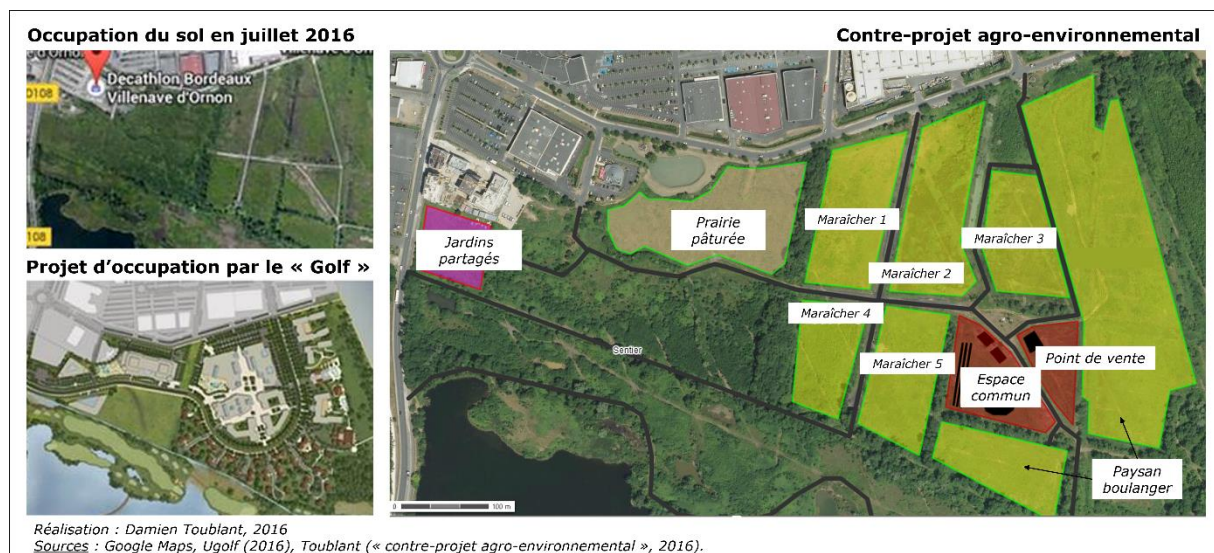 Occupation du sol en juillet 2016
Contre-projet agro-environnemental
Villenave d'O
e d'Orno
Decathlon Bordeaux
Villenave d'Ornon
0108
108
Projet d'occupation par le « Golf »
Jardins
partagés
Prairie
pâturée
Maraîcher 1
Maraîcher 2
Maraîcher 3
Maraîcher 4
Maraîcher 5
Sentier
Point de vente
Espace
commun
Paysan
boulanger
100 m
Réalisation : Damien Toublant, 2016
Sources : Google Maps, Ugolf (2016), Toublant (« contre-projet agro-environnemental », 2016).